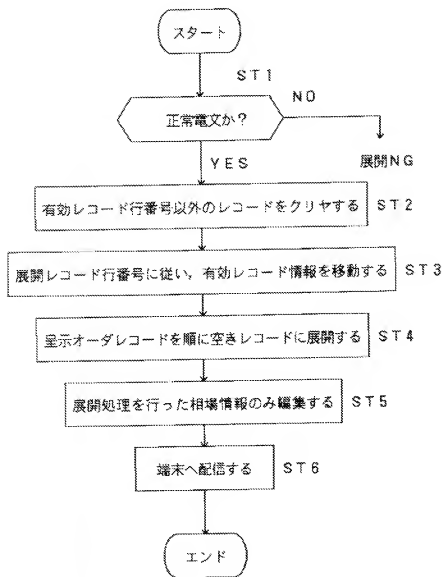 スタート
ST1
正常電文か?
NO
展開NG
YES
有効レコード行番号以外のレコードをクリヤする
ST2
展開レコード行番号に従い,有効レコード情報を移動する
ST3
呈示オーダレコードを順に空きレコードに展開する
ST4
展開処理を行った相場情報のみ編集する
ST5
端末へ配信する
ST6
エンド